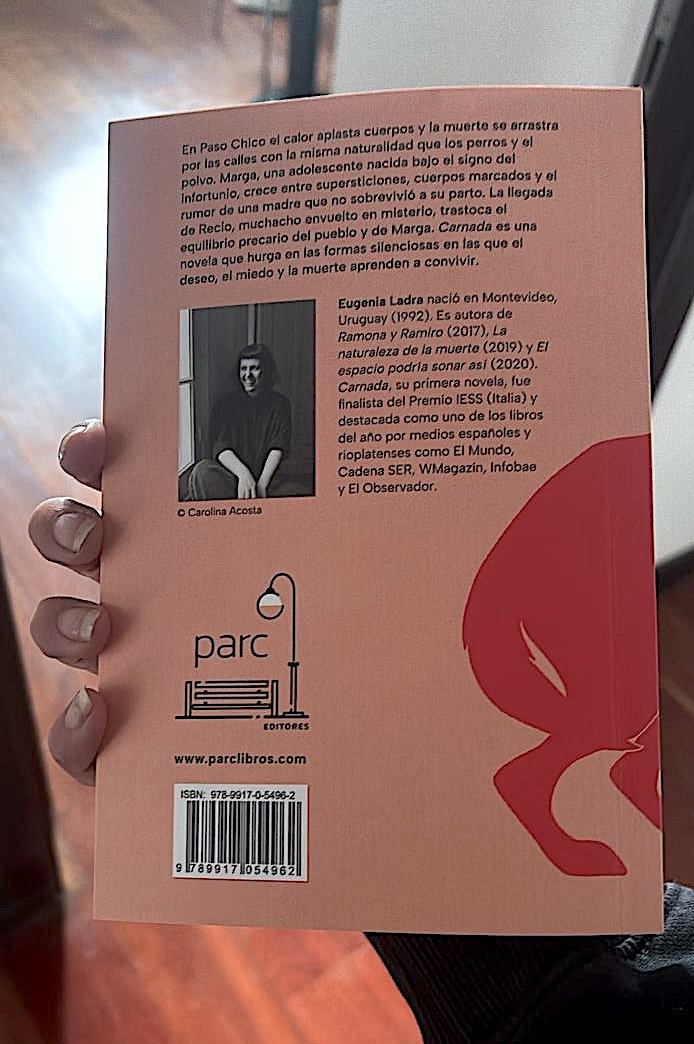 En Paso Chico el calor aplasta cuerpos y la muerte se arrastra
por las calles con la misma naturalidad que los perros y el
polvo. Marga, una adolescente nacida bajo el signo del
infortunio, crece entre supersticiones, cuerpos marcados y el
rumor de una madre que no sobrevivió a su parto. La llegada
de Recio, muchacho envuelto en misterio, trastoca el
equilibrio precario del pueblo y de Marga. Carnada es una
novela que hurga en las formas silenciosas en las que el
deseo, el miedo y la muerte aprenden a convivir.
Eugenia Ladra nació en Montevideo,
Uruguay (1992). Es autora de
Ramona y Ramiro (2017), La
naturaleza de la muerte (2019) y El
espacio podría sonar así (2020).
Carnada, su primera novela, fue
finalista del Premio IESS (Italia) y
destacada como uno de los libros
del año por medios españoles y
rioplatenses como El Mundo,
Cadena SER, WMagazín, Infobae
y El Observador.
© Carolina Acosta
parc
EDITORES
www.parclibros.com
ISBN: 978-9917-0-5496-2
9 789917 054962